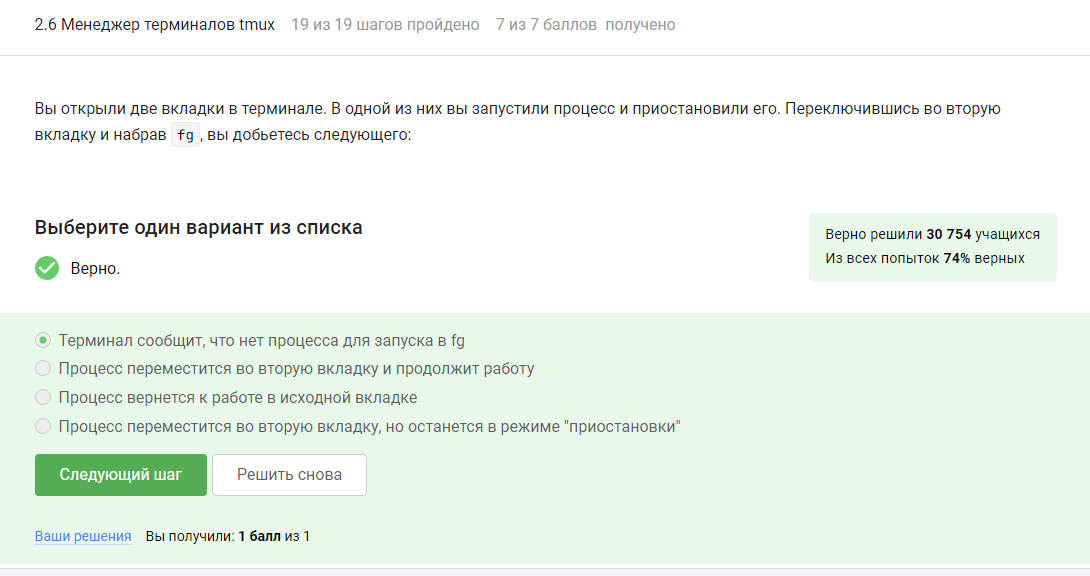 2.6 Менеджер терминалов tmux 19 из 19 шагов пройдено 7 из 7 баллов получено
Вы открыли две вкладки в терминале. В одной из них вы запустили процесс и приостановили его. Переключившись во вторую
вкладку и набрав fg, вы добьетесь следующего:
Выберите один вариант из списка
Верно.
Верно решили 30 754 учащихся
Из всех попыток 74% верных
Терминал сообщит, что нет процесса для запуска в fg
Процесс переместится во вторую вкладку и продолжит работу
Процесс вернется к работе в исходной вкладке
Процесс переместится во вторую вкладку, но останется в режиме "приостановки"
Следующий шаг Решить снова
Ваши решения Вы получили: 1 балл из 1